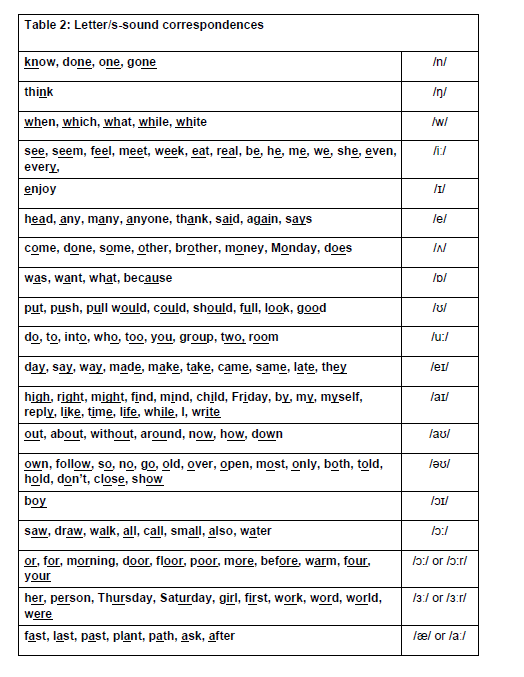 Table 2: Letter/s-sound correspondences
know, done, one, gone /n/
think /ŋ/
when, which, what, while, white /w/
see, seem, feel, meet, week, eat, real, be, he, me, we, she, even, /i:/
every,
enjoy /ɪ/
head, any, many, anyone, thank, said, again, says /e/
come, done, some, other, brother, money, Monday, does /ʌ/
was, want, what, because /ɒ/
put, push, pull would, could, should, full, look, good /ʊ/
do, to, into, who, too, you, group, two, room /u:/
day, say, way, made, make, take, came, same, late, they /eɪ/
high, right, might, find, mind, child, Friday, by, my, myself, /aɪ/
reply, like, time, life, while, I, write
out, about, without, around, now, how, down /aʊ/
own, follow, so, no, go, old, over, open, most, only, both, told, /əʊ/
hold, don't, close, show
boy /ɔɪ/
saw, draw, walk, all, call, small, also, water /ɔ:/
or, for, morning, door, floor, poor, more, before, warm, four, /ɔ:/ or /ɔ:r/
your
her, person, Thursday, Saturday, girl, first, work, word, world, /ɜ:/ or /ɜ:r/
were
fast, last, past, plant, path, ask, after /æ/ or /a:/